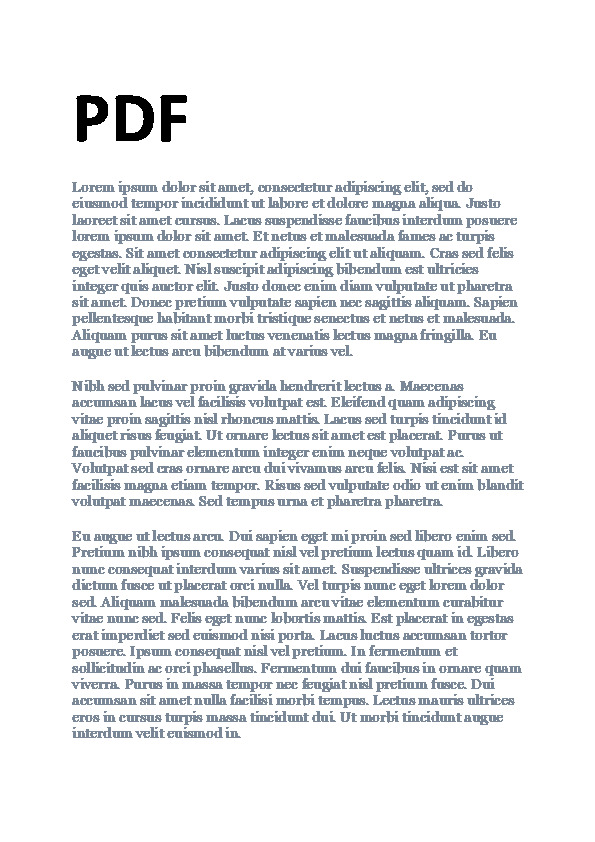 PDF
Lorem ipsum dolor sit amet, consectetur adipiscing elit, sed do
eiusmod tempor incididunt ut labore et dolore magna aliqua. Justo
laoreet sit amet cursus. Lacus suspendisse faucibus interdum posuere
lorem ipsum dolor sit amet. Et netus et malesuada fames ac turpis
egestas. Sit amet consectetur adipiscing elit ut aliquam. Cras sed felis
eget velit aliquet. Nisl suscipit adipiscing bibendum est ultricies
integer quis auctor elit. Justo donec enim diam vulputate ut pharetra
sit amet. Donec pretium vulputate sapien nec sagittis aliquam. Sapien
pellentesque habitant morbi tristique senectus et netus et malesuada.
Aliquam purus sit amet luctus venenatis lectus magna fringilla. Eu
augue ut lectus arcu bibendum at varius vel.
Nibh sed pulvinar proin gravida hendrerit lectus a. Maecenas
accumsan lacus vel facilisis volutpat est. Eleifend quam adipiscing
vitae proin sagittis nisl rhoncus mattis. Lacus sed turpis tincidunt id
aliquet risus feugiat. Ut ornare lectus sit amet est placerat. Purus ut
faucibus pulvinar elementum integer enim neque volutpat ac.
Volutpat sed cras ornare arcu dui vivamus arcu felis. Nisi est sit amet
facilisis magna etiam tempor. Risus sed vulputate odio ut enim blandit
volutpat maecenas. Sed tempus urna et pharetra pharetra.
Eu augue ut lectus arcu. Dui sapien eget mi proin sed libero enim sed.
Pretium nibh ipsum consequat nisl vel pretium lectus quam id. Libero
nunc consequat interdum varius sit amet. Suspendisse ultrices gravida
dictum fusce ut placerat orci nulla. Vel turpis nunc eget lorem dolor
sed. Aliquam malesuada bibendum arcu vitae elementum curabitur
vitae nunc sed. Felis eget nunc lobortis mattis. Est placerat in egestas
erat imperdiet sed euismod nisi porta. Lacus luctus accumsan tortor
posuere. Ipsum consequat nisl vel pretium. In fermentum et
sollicitudin ac orci phasellus. Fermentum dui faucibus in ornare quam
viverra. Purus in massa tempor nec feugiat nisl pretium fusce. Dui
accumsan sit amet nulla facilisi morbi tempus. Lectus mauris ultrices
eros in cursus turpis massa tincidunt dui. Ut morbi tincidunt augue
interdum velit euismod in.